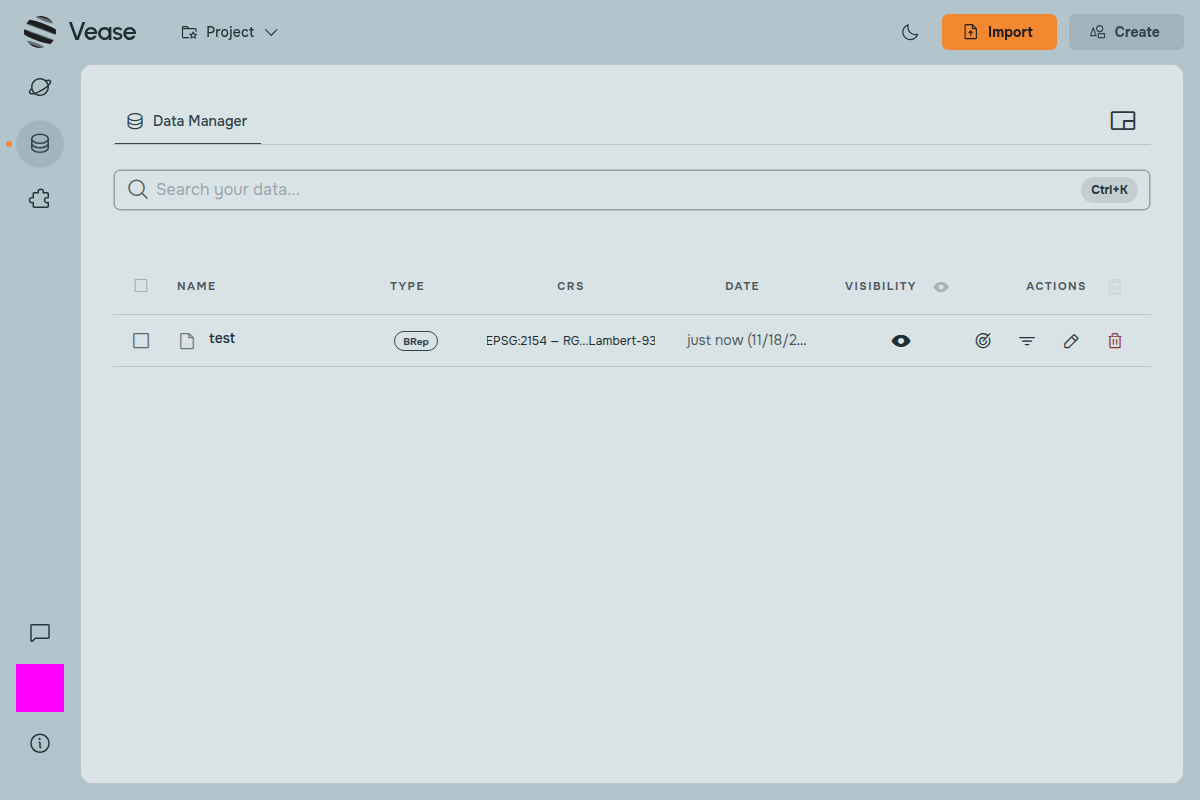 Vease
Project
Import
Create
Data Manager
Search your data...
Ctrl+K
NAME TYPE CRS DATE VISIBILITY ACTIONS
test BRep EPSG:2154 – RG...Lambert-93 just now (11/18/2...